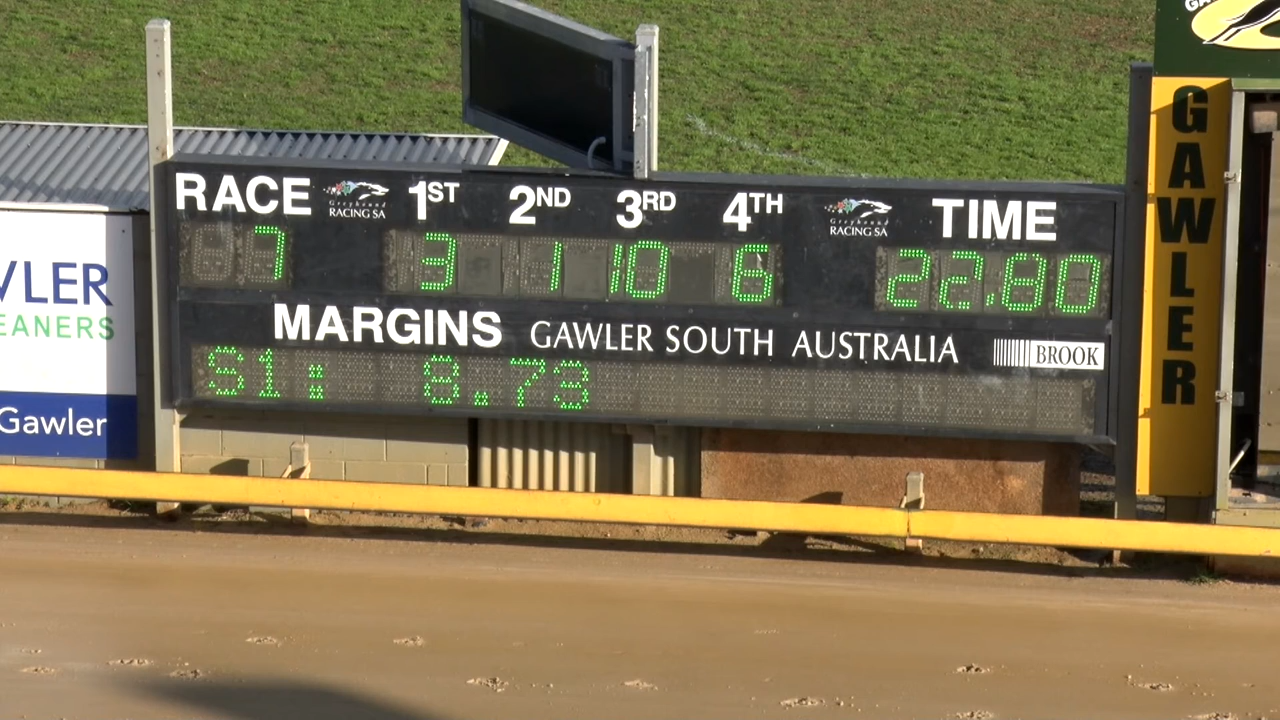 RACE
Greyhound
RACING SA
1ST 2ND 3RD 4TH
Greyhound
RACING SA
TIME
7 3 1 10 6 22.80
MARGINS GAWLER SOUTH AUSTRALIA BROOK
S1: 8.73
GAWLER
VLER
EANERS
Gawler